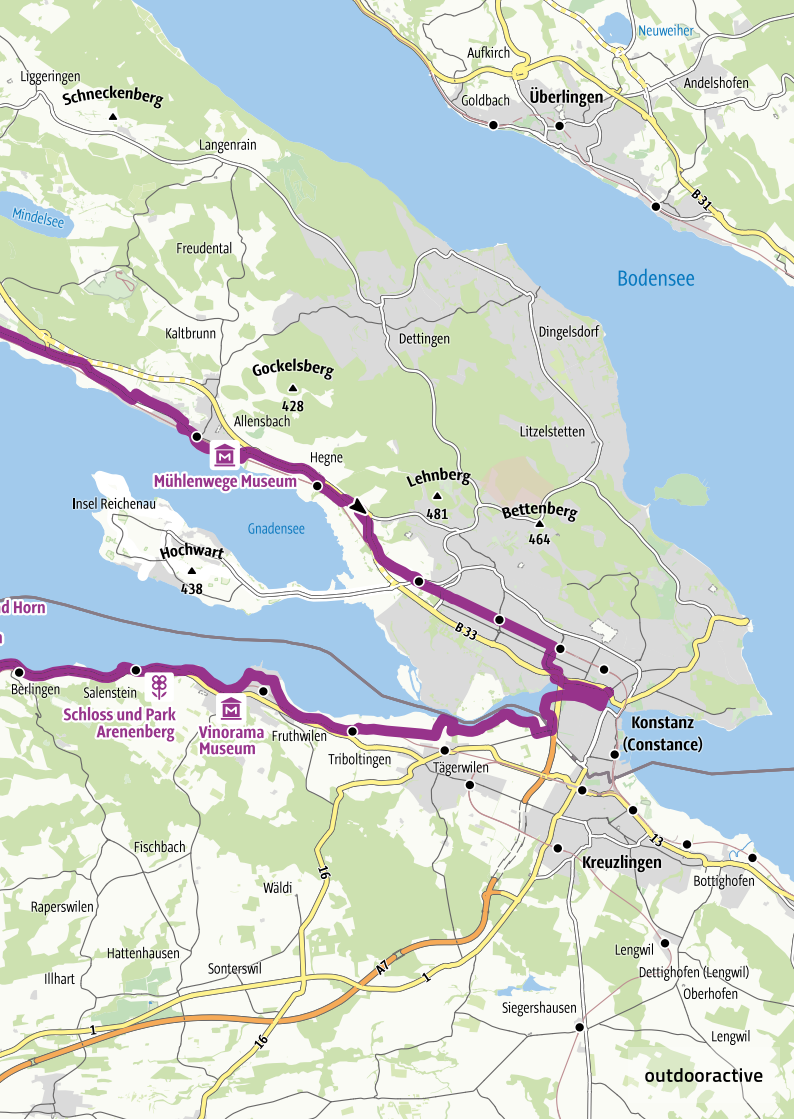 Neuweiher
Aufkirch
Liggeringen
Schneckenberg
Andelshofen
Goldbach
Überlingen
Langenrain
B 31
Mindelsee
Freudental
Bodensee
Kaltbrunn
Dettingen
Dingelsdorf
Gockelsberg
428
Allensbach
Litzelstetten
Hegne
Mühlenwege Museum
Lehnberg
481
Insel Reichenau
Bettenberg
464
Gnadensee
Hochwart
438
d Horn
B 33
Berlingen
Salenstein
Schloss und Park
Arenenberg
Vinorama
Museum
Fruthwilen
Konstanz
(Constance)
Triboltingen
Tägerwilen
13
Fischbach
16
Kreuzlingen
Bottighofen
Wäldi
Raperswilen
Hattenhausen
Lengwil
Illhart
Sonterswil
A7
1
Dettighofen (Lengwil)
Oberhofen
Siegershausen
1
16
Lengwil
outdooractive